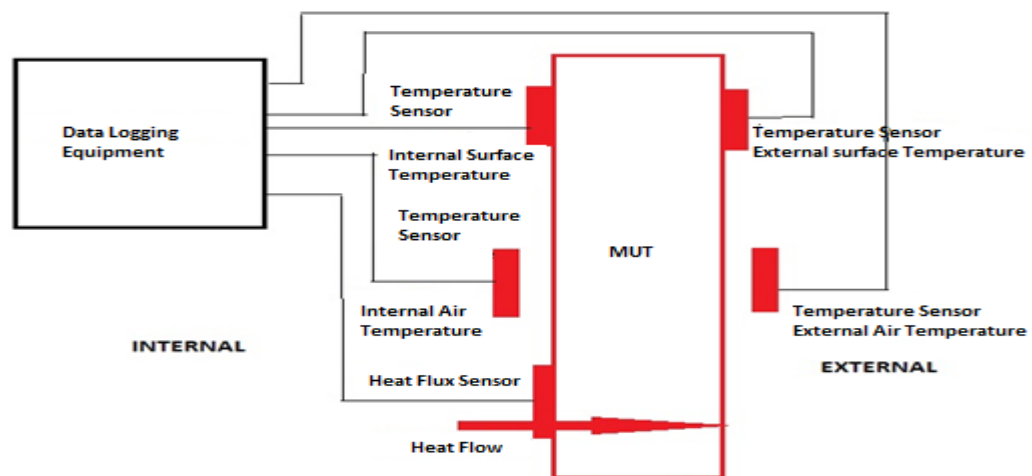 Data Logging
Equipment
Temperature
Sensor
Internal Surface
Temperature
Temperature
Sensor
Internal Air
Temperature
INTERNAL
Heat Flux Sensor
Heat Flow
MUT
Temperature Sensor
External surface Temperature
Temperature Sensor
External Air Temperature
EXTERNAL